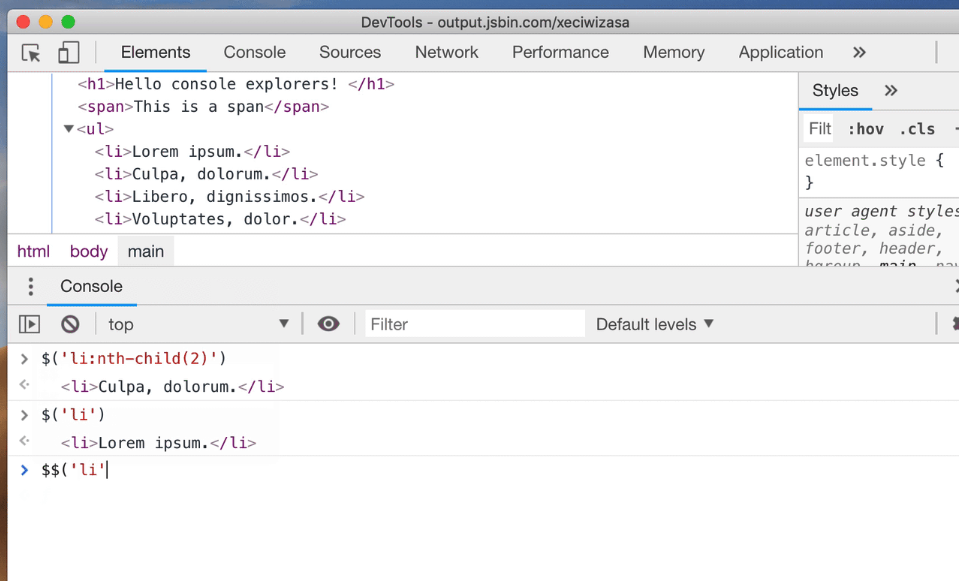 DevTools - output.jsbin.com/xeciwizasa
Elements Console Sources Network Performance Memory Application »
<h1>Hello console explorers! </h1>
<span>This is a span</span>
▼<ul>
<li>Lorem ipsum.</li>
<li>Culpa, dolorum.</li>
<li>Libero, dignissimos.</li>
<li>Voluptates, dolor.</li>
html body main
Styles »
Filt :hov .cls
element.style {
}
user agent styles
article, aside,
footer, header,
hgroup, main, nav
Console
top ▼ Filter Default levels ▼
> $('li:nth-child(2)')
<li>Culpa, dolorum.</li>
> $('li')
<li>Lorem ipsum.</li>
> $$('li'